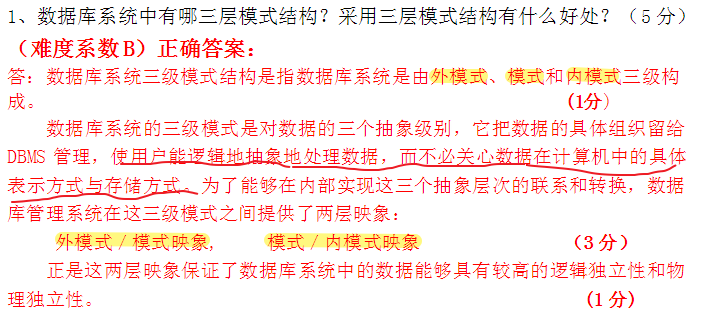 1、数据库系统中有哪三层模式结构？采用三层模式结构有什么好处？（5分）
（难度系数B）正确答案：
答：数据库系统三级模式结构是指数据库系统是由外模式、模式和内模式三级构
成。 (1分)
数据库系统的三级模式是对数据的三个抽象级别，它把数据的具体组织留给
DBMS 管理，使用户能逻辑地抽象地处理数据，而不必关心数据在计算机中的具体
表示方式与存储方式。为了能够在内部实现这三个抽象层次的联系和转换，数据
库管理系统在这三级模式之间提供了两层映象：
外模式/模式映象, 模式/内模式映象 （3分）
正是这两层映象保证了数据库系统中的数据能够具有较高的逻辑独立性和物
理独立性。 (1分)